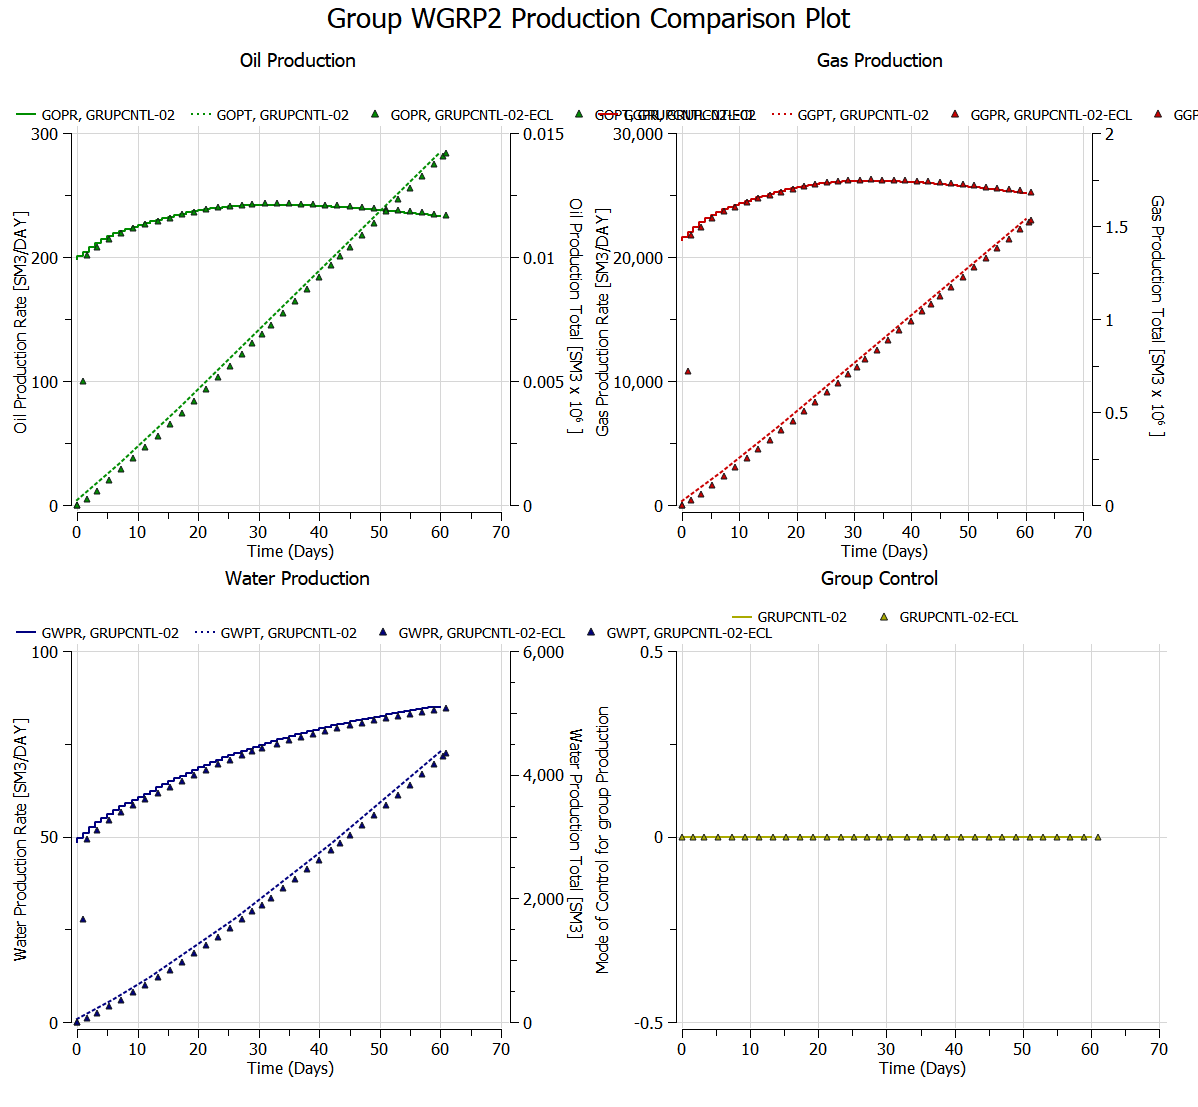 Group WGRP2 Production Comparison Plot
Oil Production
GOPR, GRUPCNTL-02 GOPT, GRUPCNTL-02 GOPR, GRUPCNTL-02-ECL GOPT, GRUPCNTL-02-ECL
300
200
100
0
Oil Production Rate [SM3/DAY]
0.015
0.01
0.005
0
Oil Production Total [SM3 x 10⁶ ]
0 10 20 30 40 50 60 70
Time (Days)
Gas Production
GGPR, GRUPCNTL-02 GGPT, GRUPCNTL-02 GGPR, GRUPCNTL-02-ECL GGP
30,000
20,000
10,000
0
Gas Production Rate [SM3/DAY]
2
1.5
1
0.5
0
Gas Production Total [SM3 x 10⁶ ]
0 10 20 30 40 50 60 70
Time (Days)
Water Production
GWPR, GRUPCNTL-02 GWPT, GRUPCNTL-02 GWPR, GRUPCNTL-02-ECL GWPT, GRUPCNTL-02-ECL
100
50
0
Water Production Rate [SM3/DAY]
6,000
4,000
2,000
0
Water Production Total [SM3]
0 10 20 30 40 50 60 70
Time (Days)
Group Control
GRUPCNTL-02 GRUPCNTL-02-ECL
0.5
0
-0.5
Mode of Control for group Production
0 10 20 30 40 50 60 70
Time (Days)